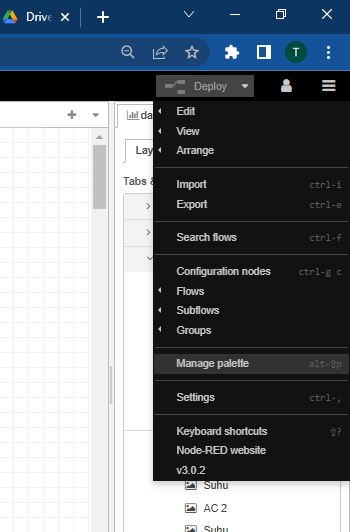 Drive
T
Deploy
da
Edit
View
Lay
Arrange
Tabs &
Import ctrl-i
Export ctrl-e
Search flows ctrl-f
Configuration nodes ctrl-g c
Flows
Subflows
Groups
Manage palette alt-⇧p
Settings ctrl-,
Keyboard shortcuts ⇧?
Node-RED website
v3.0.2
Suhu
AC 2
Suhu